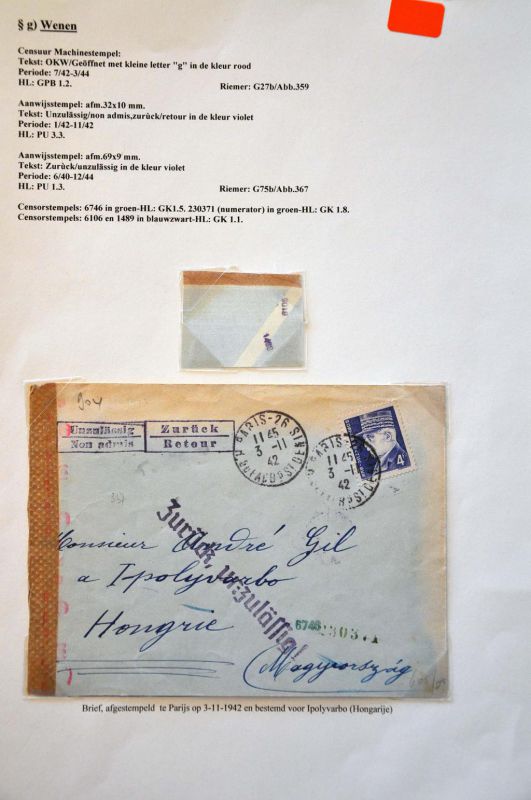 § g) Wenen
Censuur Machinestempel:
Tekst: OKW/Geöffnet met kleine letter "g" in de kleur rood
Periode: 7/42-3/44
HL: GPB 1.2. Riemer: G27b/Abb.359
Aanwijsstempel: afm.32x10 mm.
Tekst: Unzulässig/non admis,zurück/retour in de kleur violet
Periode: 1/42-11/42
HL: PU 3.3.
Aanwijsstempel: afm.69x9 mm.
Tekst: Zurück/unzulässig in de kleur violet
Periode: 6/40-12/44
HL: PU 1.3. Riemer: G75b/Abb.367
Censorstempels: 6746 in groen-HL: GK1.5. 230371 (numerator) in groen-HL: GK 1.8.
Censorstempels: 6106 en 1489 in blauwzwart-HL: GK 1.1.
6106
1489
Unzulässig Zurück
Non admis Retour
PARIS-26
11 45
3 -11
42
PARIS-26
11 45
3 -11
42
4F
Zurück, unzulässig!
Monsieur André Gil
a Ipolyvarbo
Hongrie
6746
(Magyarország
Brief, afgestempeld te Parijs op 3-11-1942 en bestemd voor Ipolyvarbo (Hongarije)